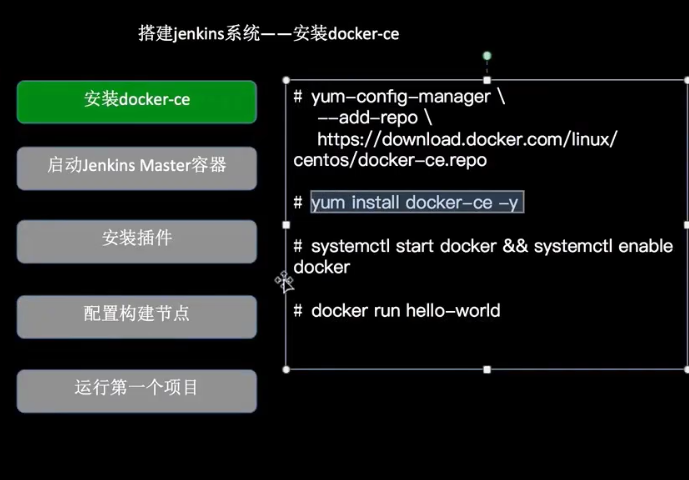 搭建jenkins系统——安装docker-ce
安装docker-ce
启动Jenkins Master容器
安装插件
配置构建节点
运行第一个项目
# yum-config-manager \
--add-repo \
https://download.docker.com/linux/
centos/docker-ce.repo
# yum install docker-ce -y
# systemctl start docker && systemctl enable
docker
# docker run hello-world